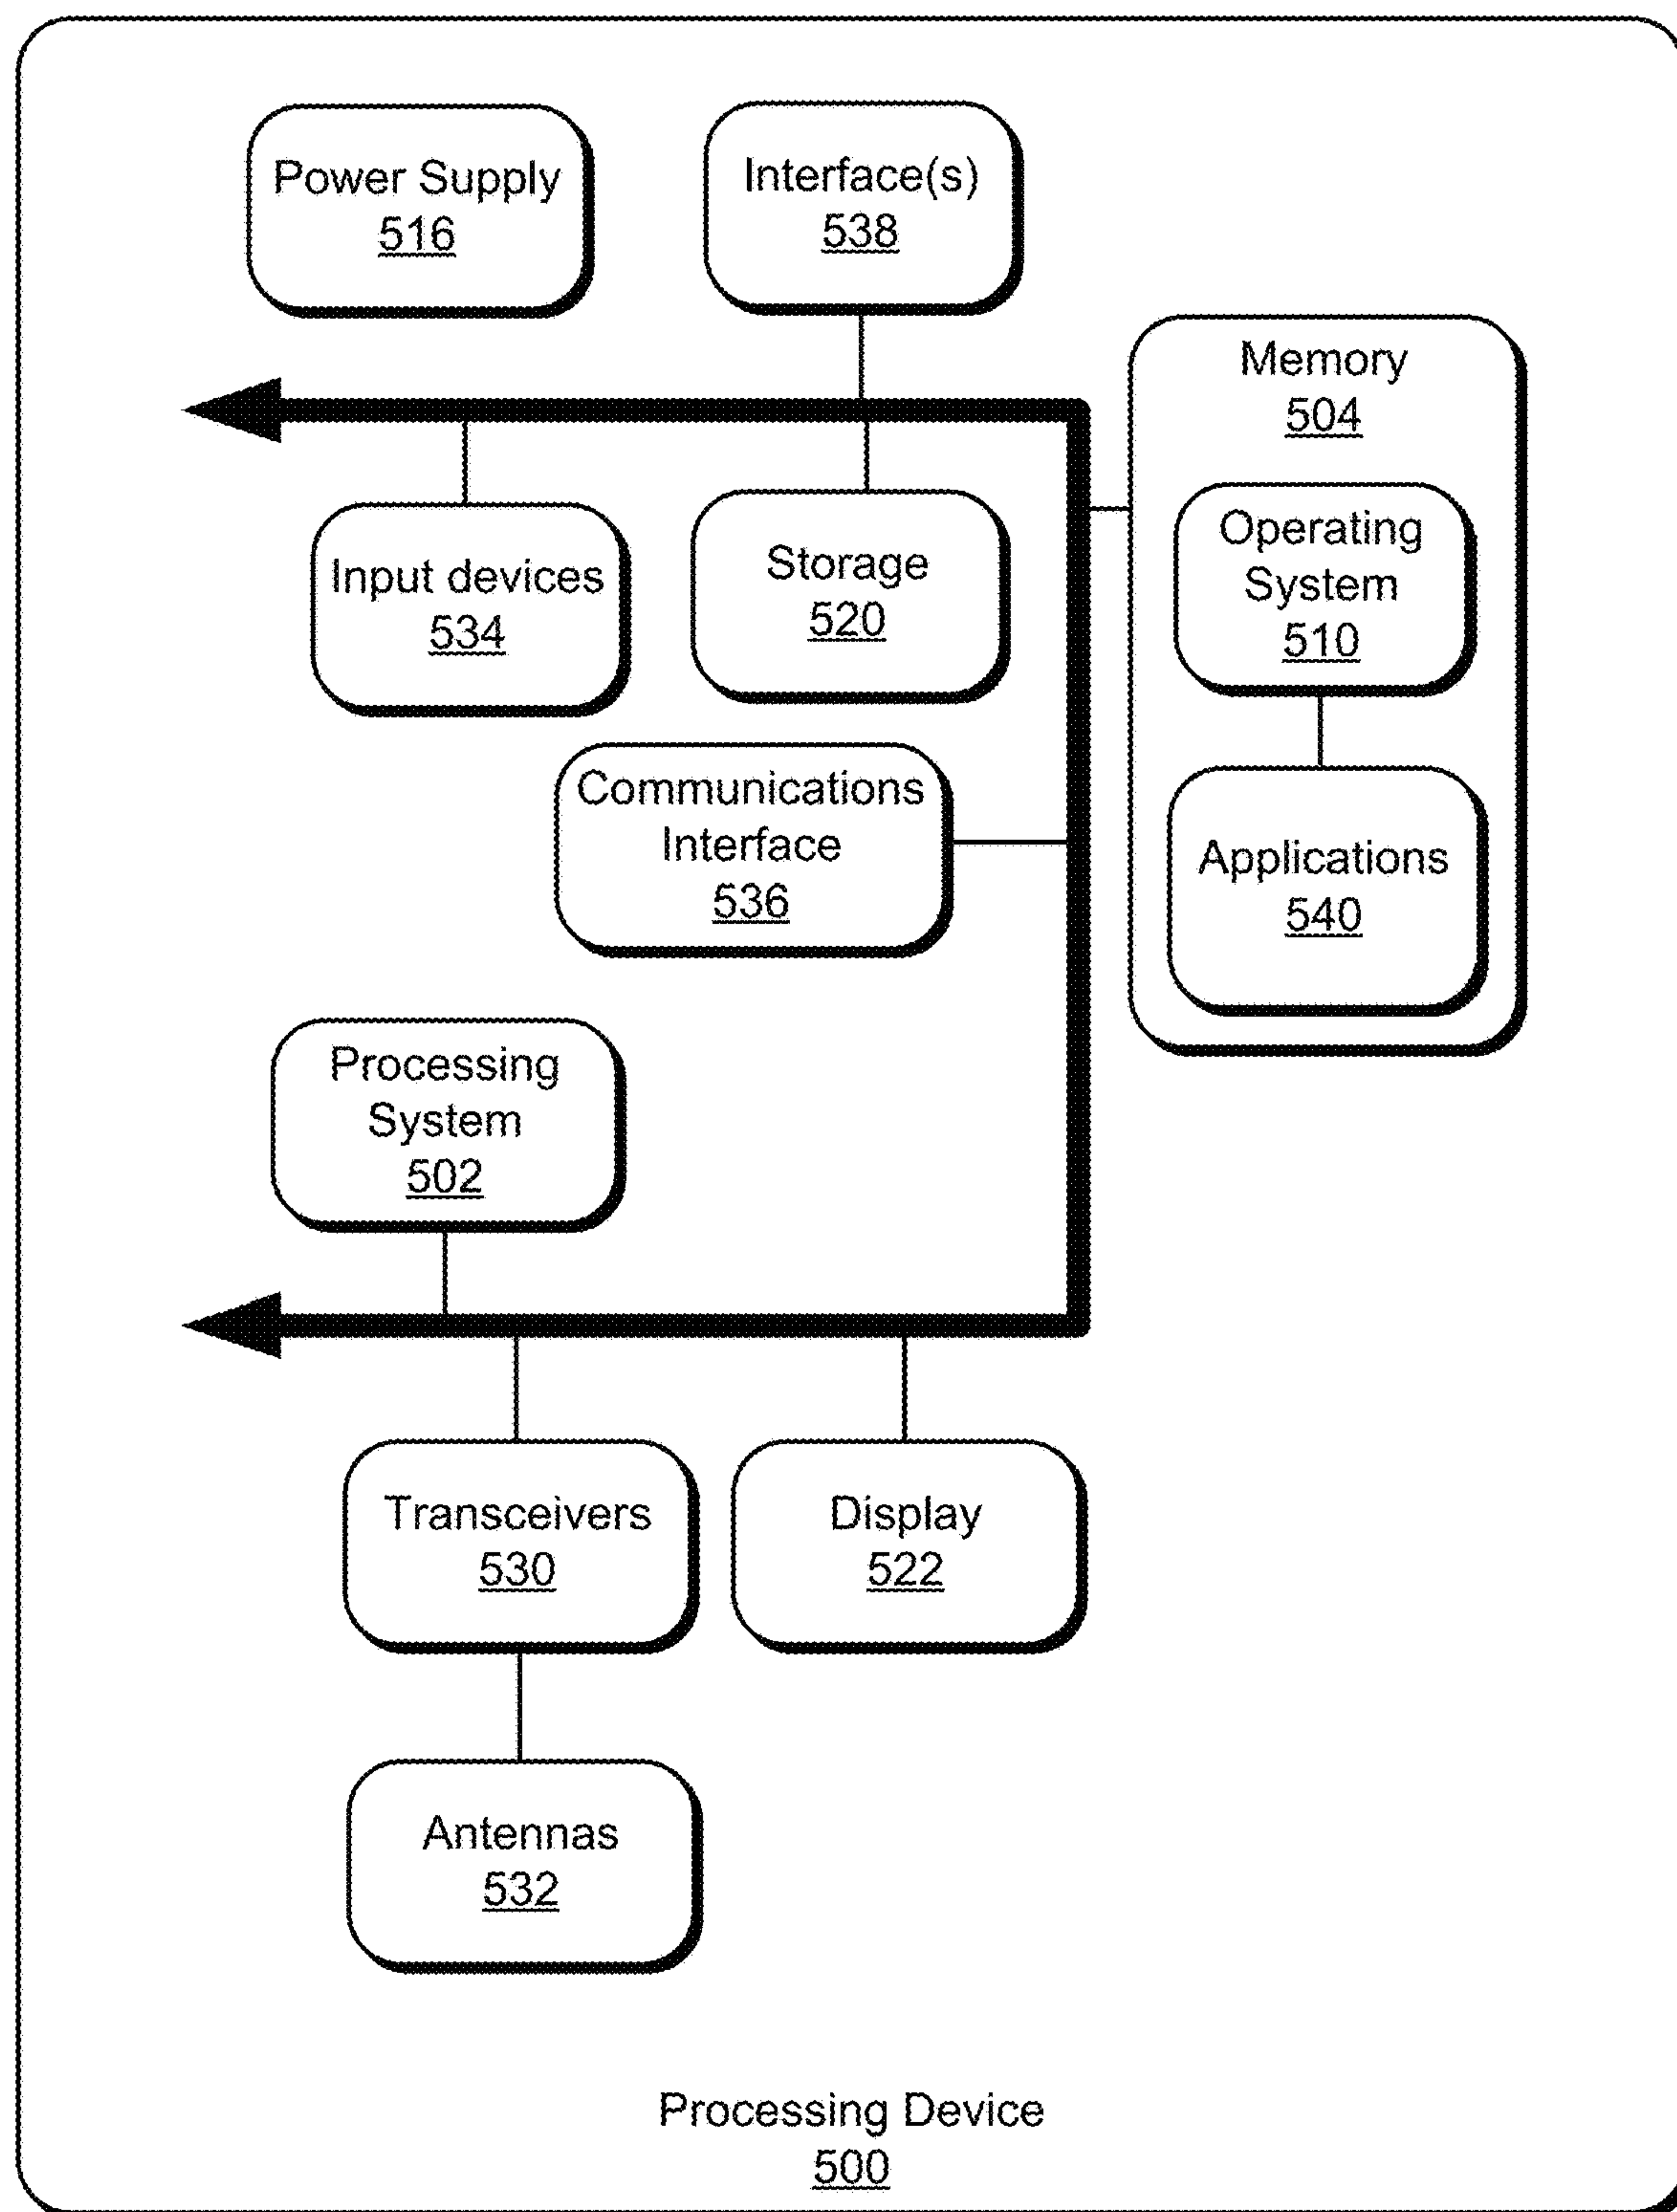 Power Supply
516
Interface(s)
538
Memory
504
Operating
System
510
Input devices
534
Storage
520
Communications
Interface
536
Applications
540
Processing
System
502
Transceivers
530
Display
522
Antennas
532
Processing Device
500